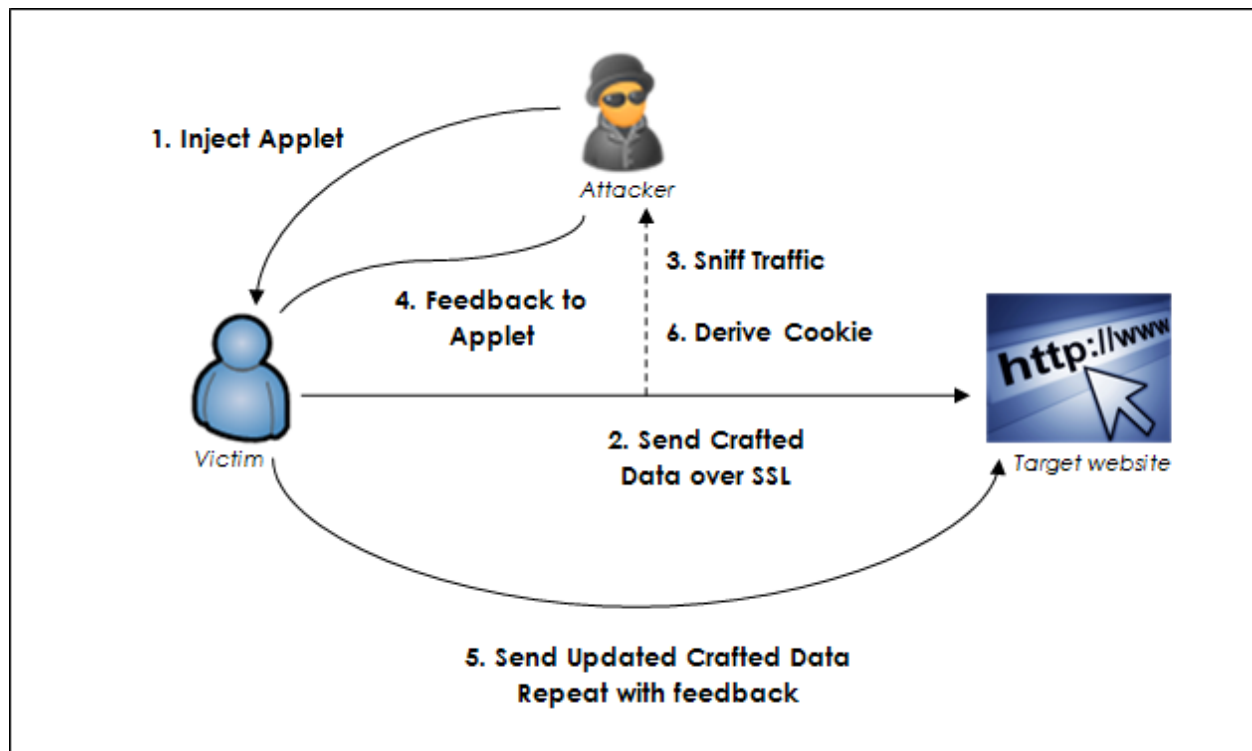 1. Inject Applet
Attacker
3. Sniff Traffic
4. Feedback to
Applet
6. Derive Cookie
http://www
Victim
2. Send Crafted
Data over SSL
Target website
5. Send Updated Crafted Data
Repeat with feedback